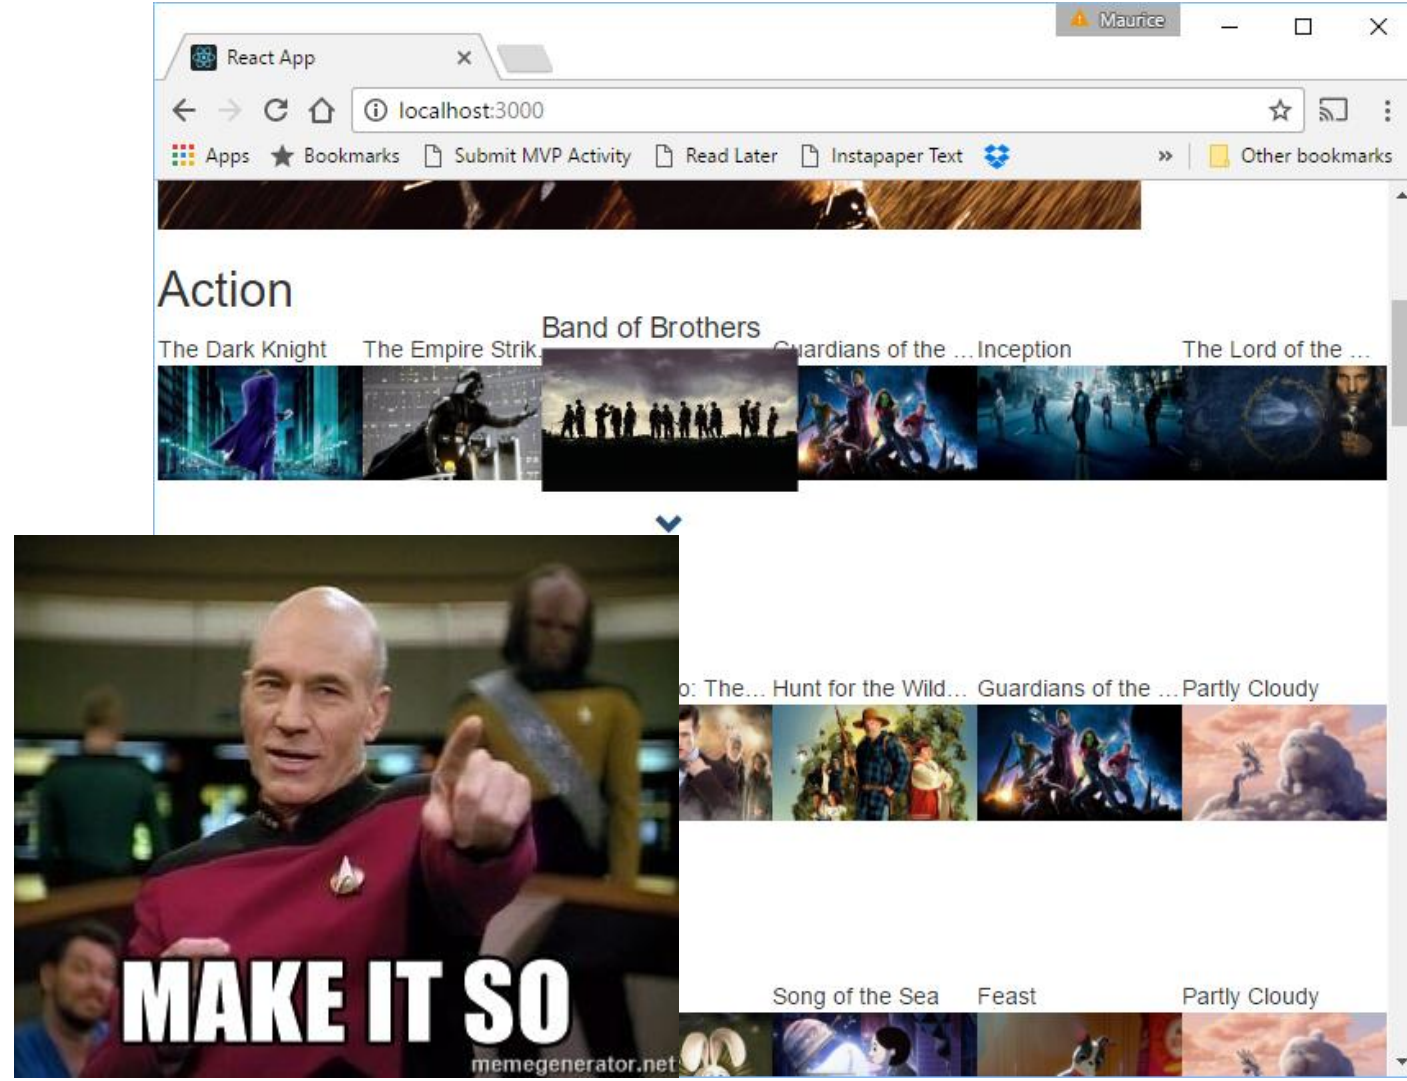 Maurice
React App
localhost:3000
Apps Bookmarks Submit MVP Activity Read Later Instapaper Text » Other bookmarks
Action
Band of Brothers
The Dark Knight The Empire Strik. Guardians of the ... Inception The Lord of the ...
o: The... Hunt for the Wild... Guardians of the ... Partly Cloudy
Song of the Sea Feast Partly Cloudy
MAKE IT SO
memegenerator.net